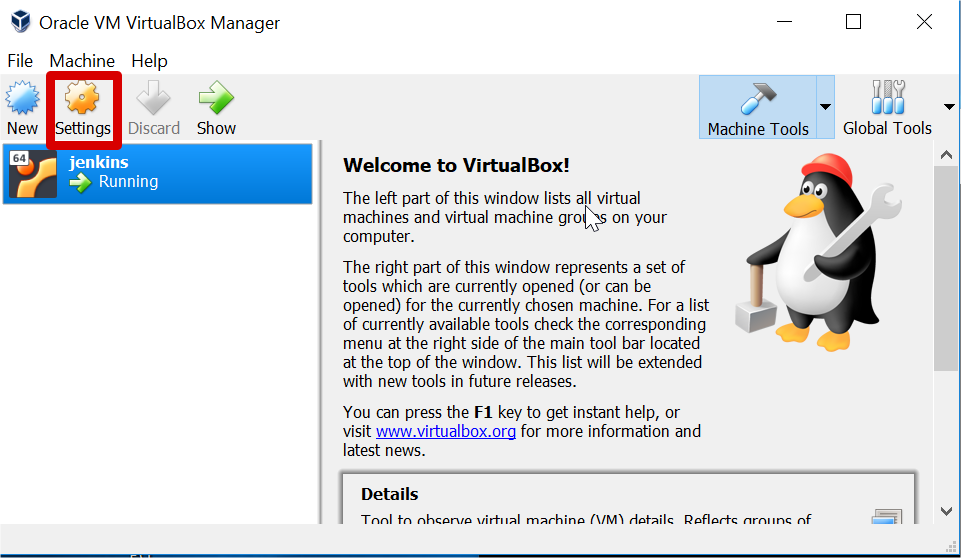 Oracle VM VirtualBox Manager
File Machine Help
New Settings Discard Show Machine Tools Global Tools
64 jenkins
Running
Welcome to VirtualBox!
The left part of this window lists all virtual
machines and virtual machine groups on your
computer.
The right part of this window represents a set of
tools which are currently opened (or can be
opened) for the currently chosen machine. For a list
of currently available tools check the corresponding
menu at the right side of the main tool bar located
at the top of the window. This list will be extended
with new tools in future releases.
You can press the F1 key to get instant help, or
visit www.virtualbox.org for more information and
latest news.
Details
Tool to observe virtual machine (VM) details. Reflects groups of